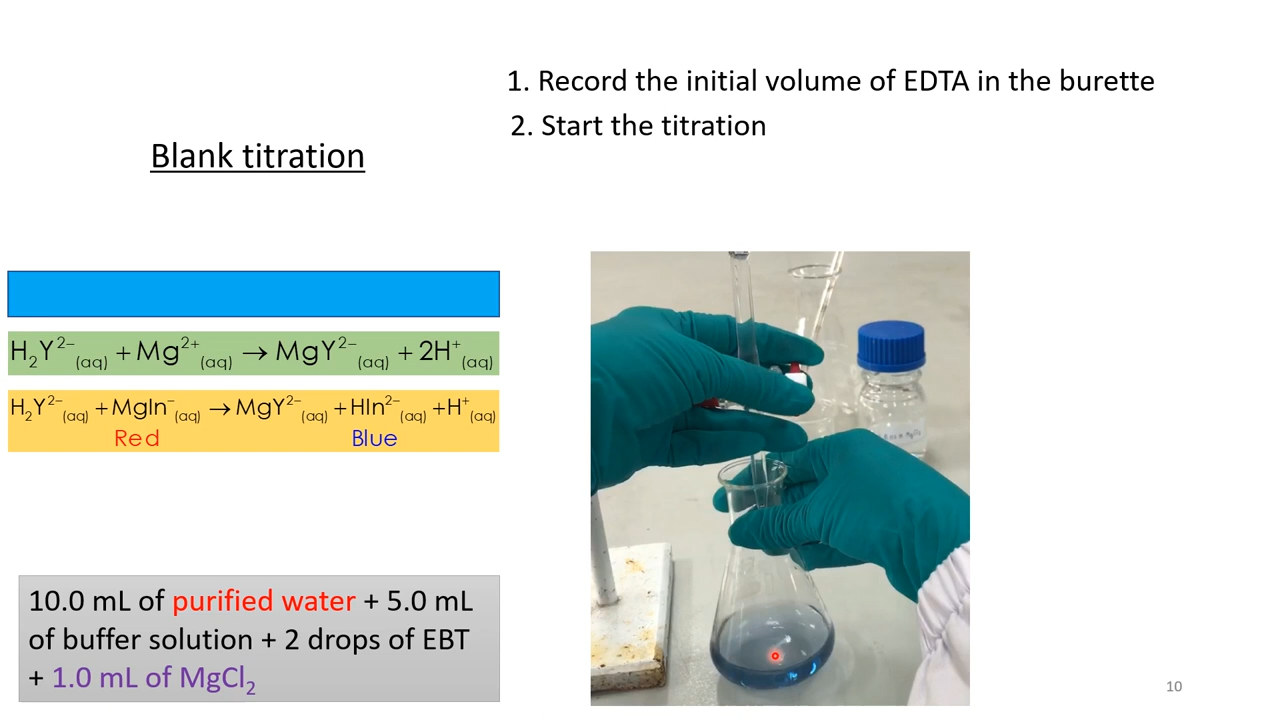 1. Record the initial volume of EDTA in the burette
2. Start the titration
Blank titration
H₂Y²⁻(aq) + Mg²⁺(aq) → MgY²⁻(aq) + 2H⁺(aq)
H₂Y²⁻(aq) + MgIn⁻(aq) → MgY²⁻(aq) + HIn²⁻(aq) + H⁺(aq)
Red Blue
10.0 mL of purified water + 5.0 mL
of buffer solution + 2 drops of EBT
+ 1.0 mL of MgCl₂
10